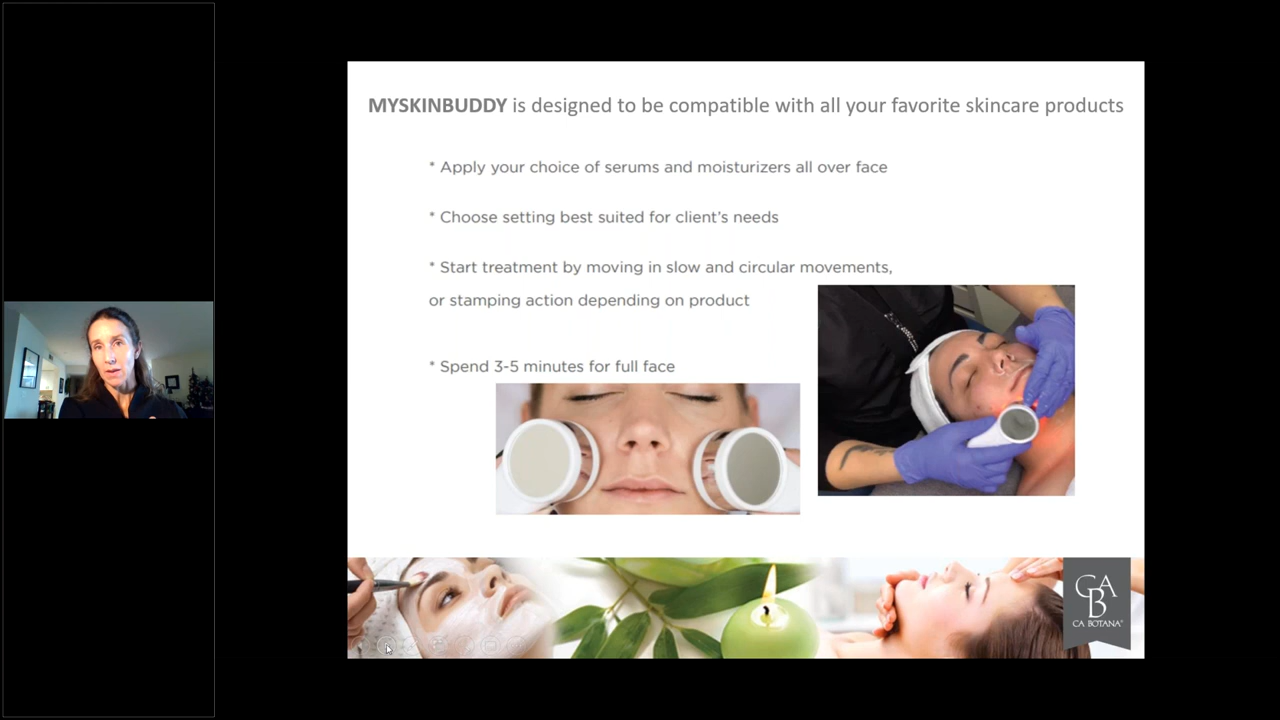 MYSKINBUDDY is designed to be compatible with all your favorite skincare products
* Apply your choice of serums and moisturizers all over face
* Choose setting best suited for client's needs
* Start treatment by moving in slow and circular movements,
or stamping action depending on product
* Spend 3-5 minutes for full face
CA
B
CA BOTANA®